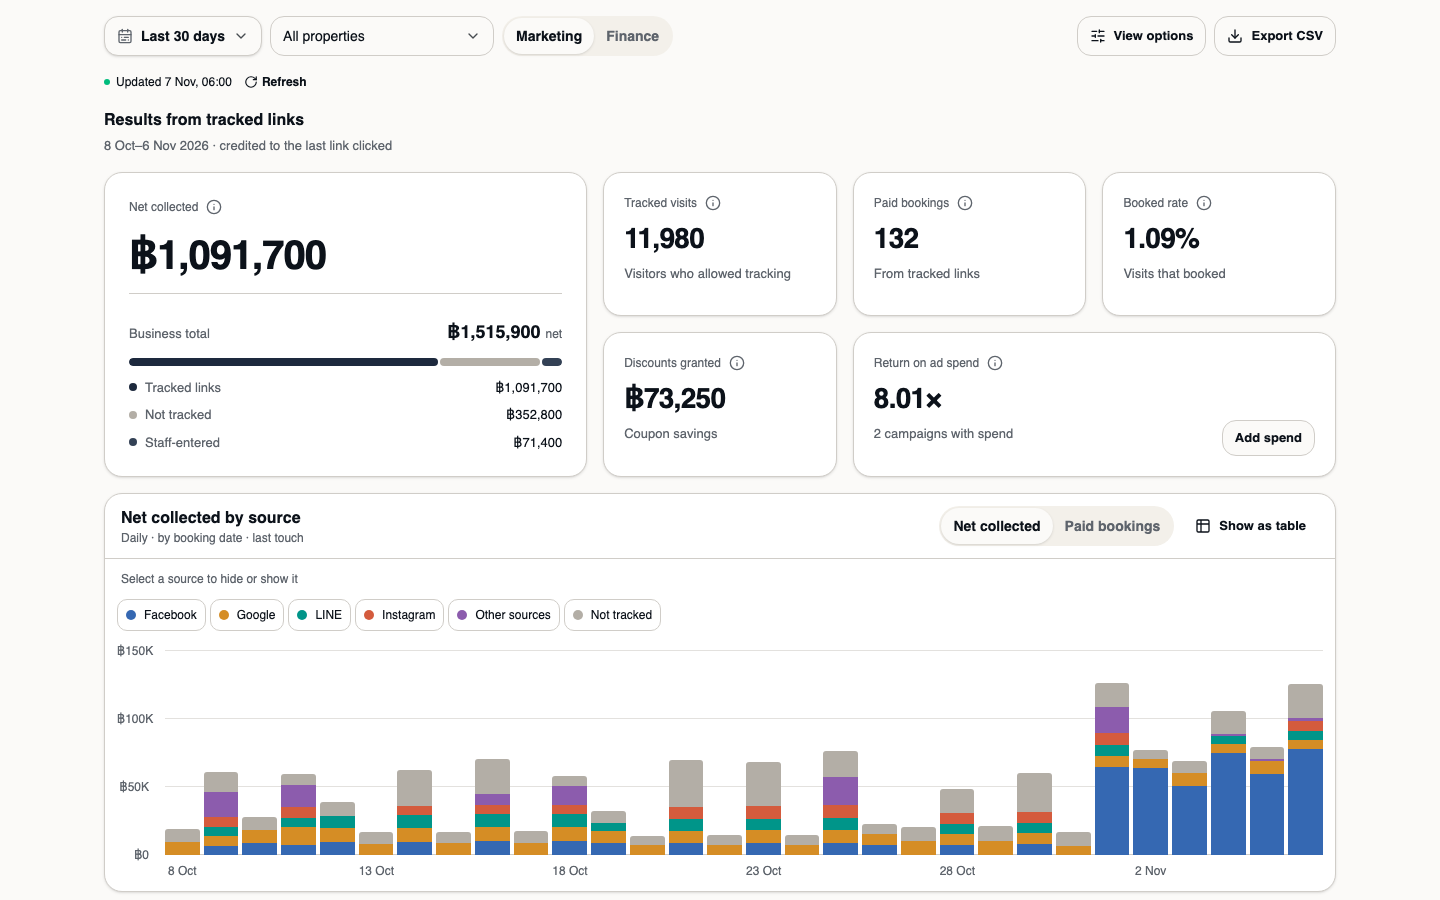 Last 30 days
All properties
Marketing
Finance
View options
Export CSV
Updated 7 Nov, 06:00
Refresh
Results from tracked links
8 Oct–6 Nov 2026 · credited to the last link clicked
Net collected
฿1,091,700
Business total
฿1,515,900 net
Tracked links
฿1,091,700
Not tracked
฿352,800
Staff-entered
฿71,400
Tracked visits
11,980
Visitors who allowed tracking
Paid bookings
132
From tracked links
Booked rate
1.09%
Visits that booked
Discounts granted
฿73,250
Coupon savings
Return on ad spend
8.01×
2 campaigns with spend
Add spend
Net collected by source
Daily · by booking date · last touch
Net collected
Paid bookings
Show as table
Select a source to hide or show it
Facebook
Google
LINE
Instagram
Other sources
Not tracked
฿150K
฿100K
฿50K
฿0
8 Oct
13 Oct
18 Oct
23 Oct
28 Oct
2 Nov